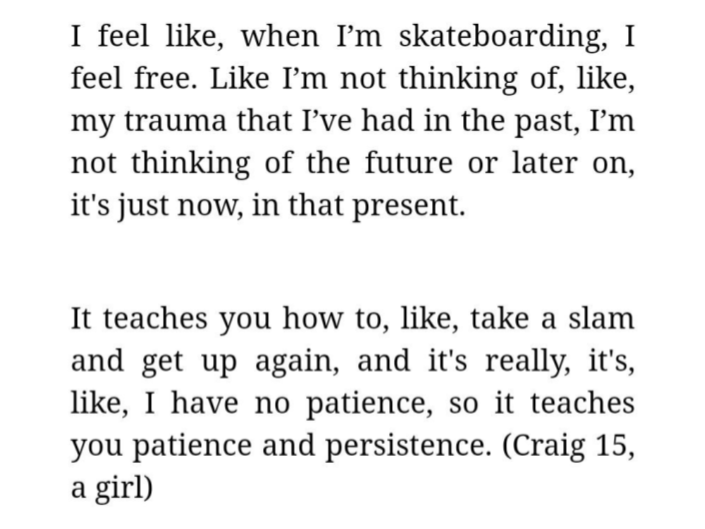 I feel like, when I’m skateboarding, I
feel free. Like I’m not thinking of, like,
my trauma that I’ve had in the past, I’m
not thinking of the future or later on,
it's just now, in that present.
It teaches you how to, like, take a slam
and get up again, and it's really, it's,
like, I have no patience, so it teaches
you patience and persistence. (Craig 15,
a girl)